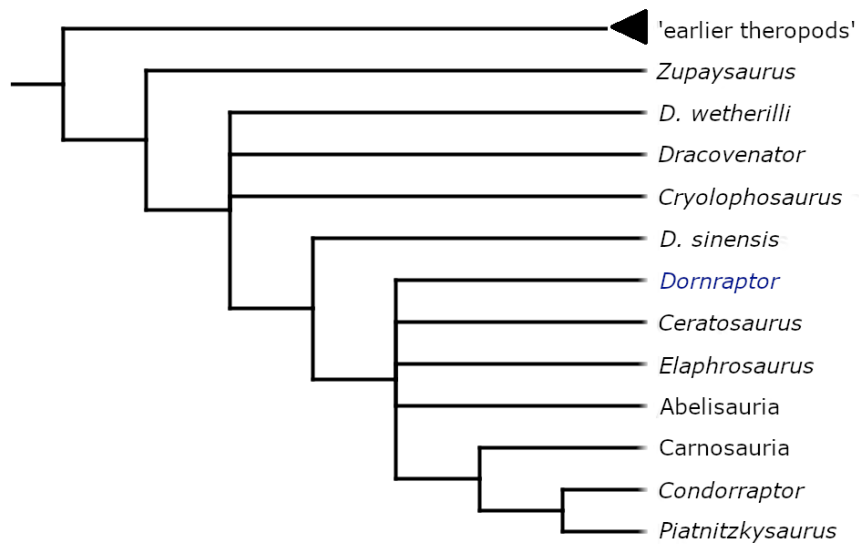 'earlier theropods'
Zupaysaurus
D. wetherilli
Dracovenator
Cryolophosaurus
D. sinensis
Dornraptor
Ceratosaurus
Elaphrosaurus
Abelisauria
Carnosauria
Condorraptor
Piatnitzkysaurus